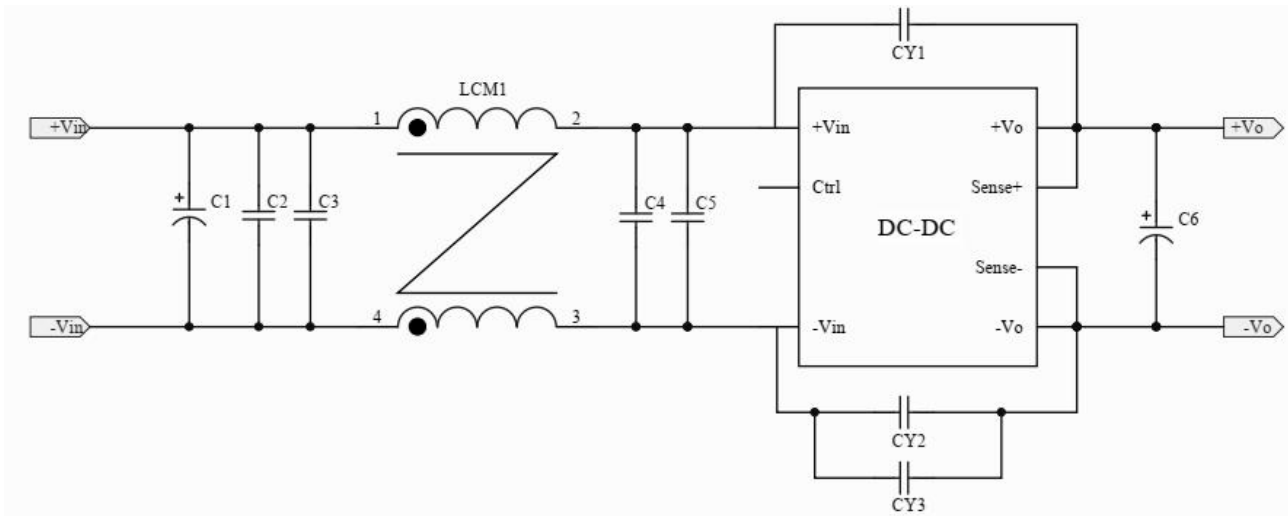 CY1
LCM1
+Vin
1
2
+Vin
+Vo
+Vo
+
C1
C2
C3
C4
C5
Ctrl
Sense+
DC-DC
+
C6
Sense-
-Vin
4
3
-Vin
-Vo
-Vo
CY2
CY3